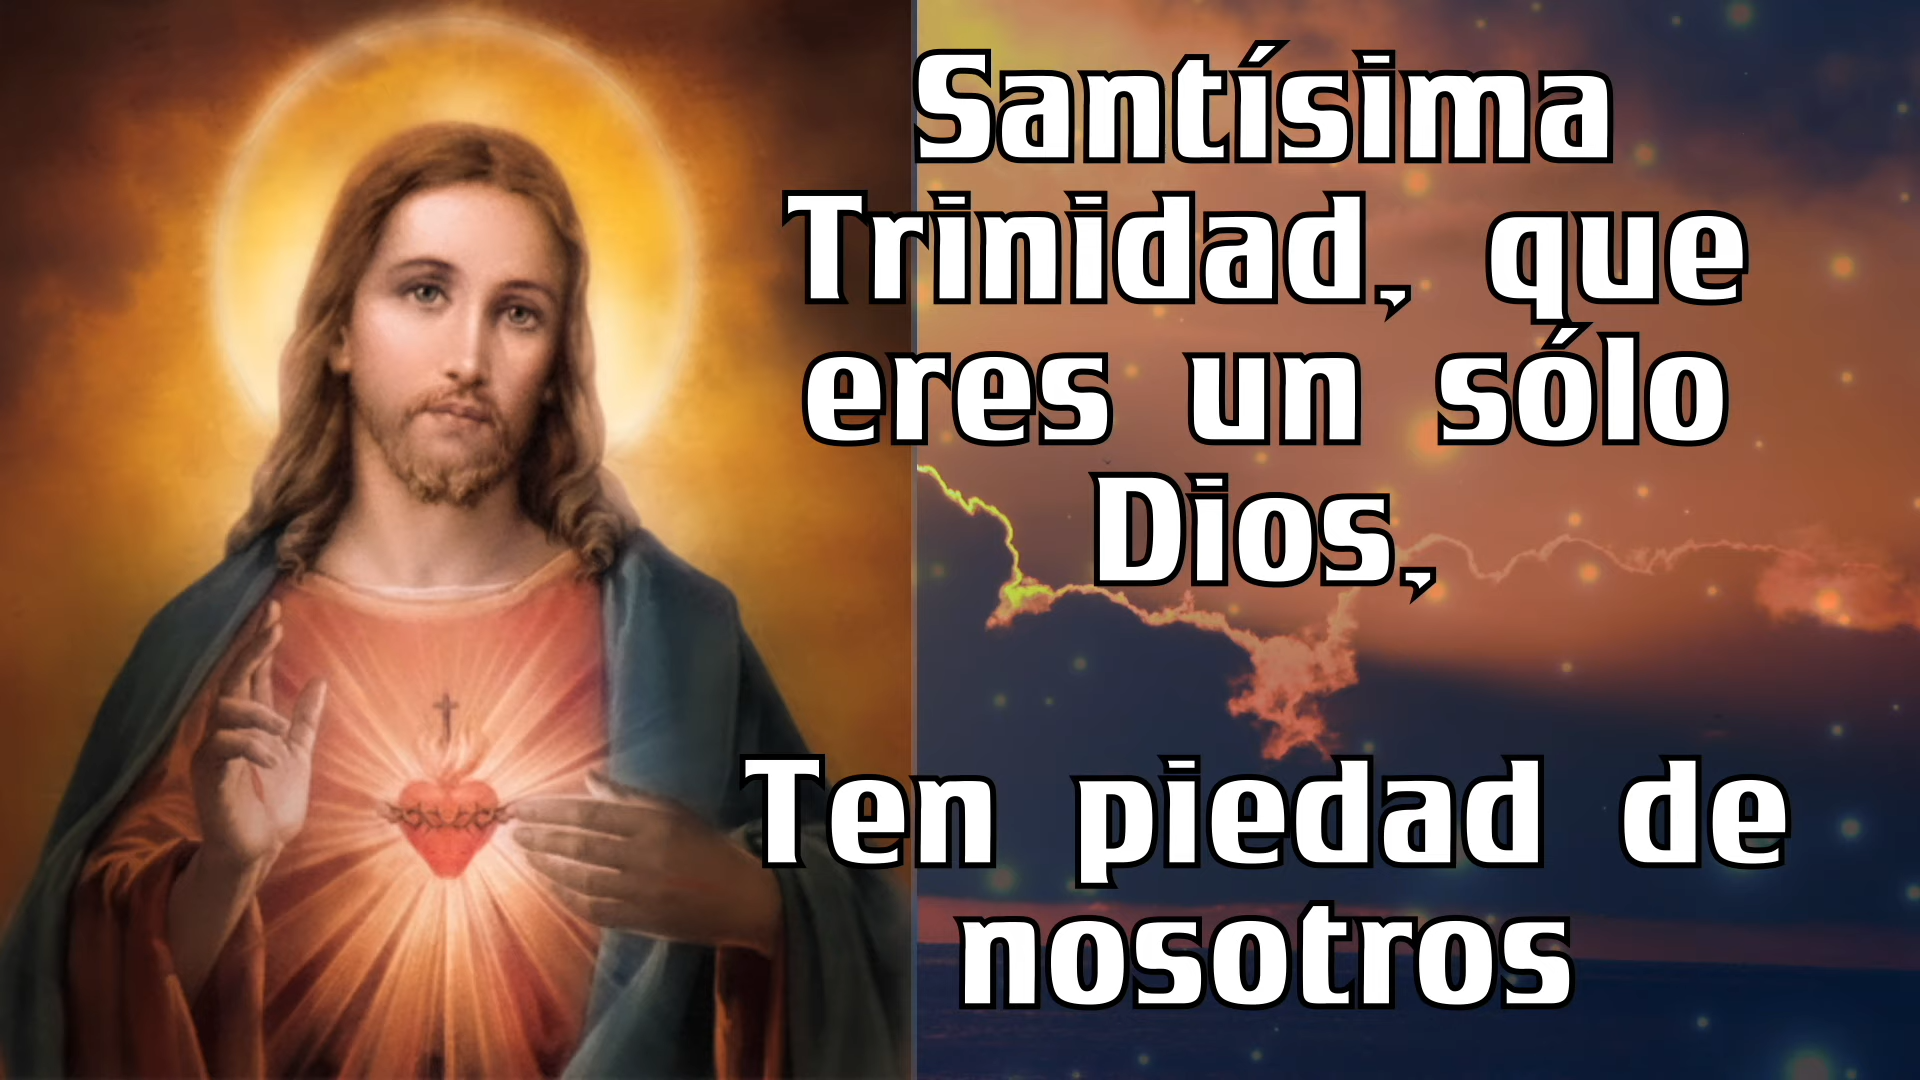 Santísima
Trinidad, que
eres un sólo
Dios,
Ten piedad de
nosotros